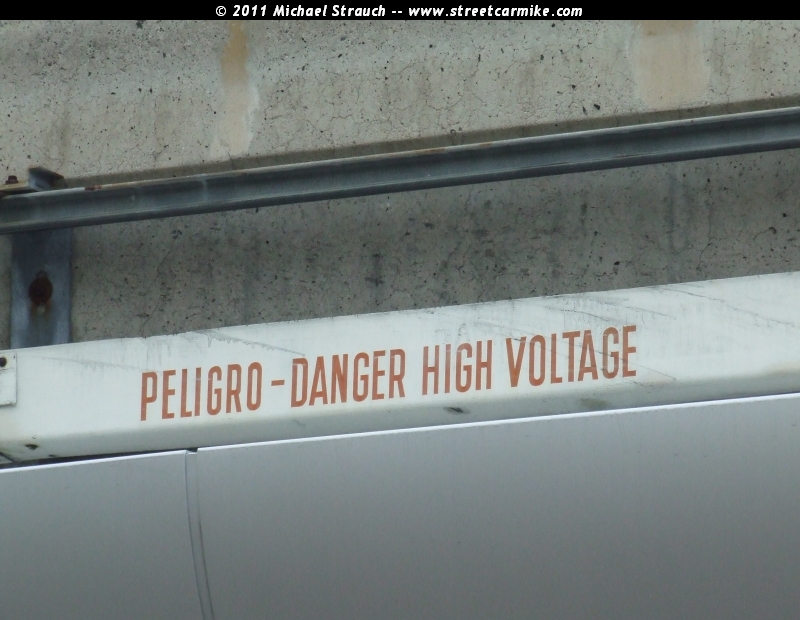 © 2011 Michael Strauch -- www.streetcarmike.com
PELIGRO - DANGER HIGH VOLTAGE